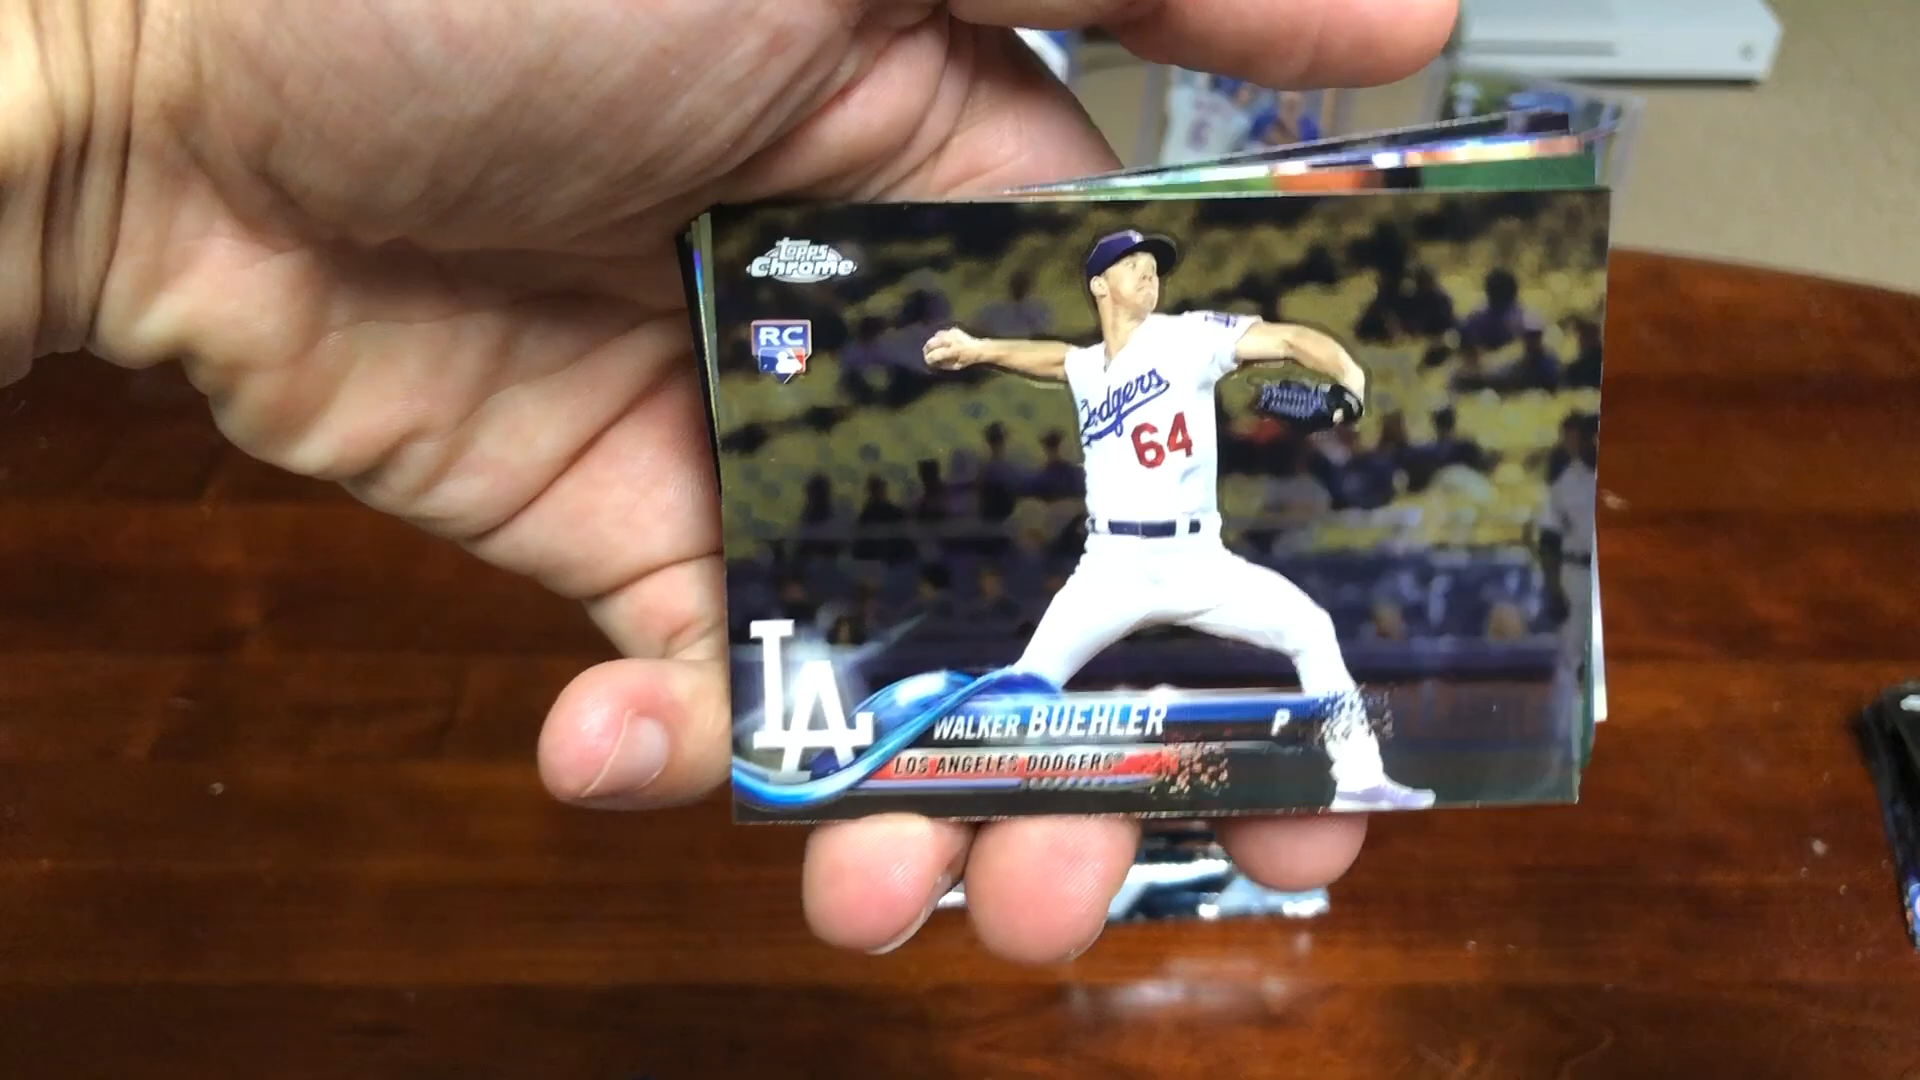 Topps
Chrome
RC
Dodgers
64
LA
WALKER BUEHLER P
LOS ANGELES DODGERS